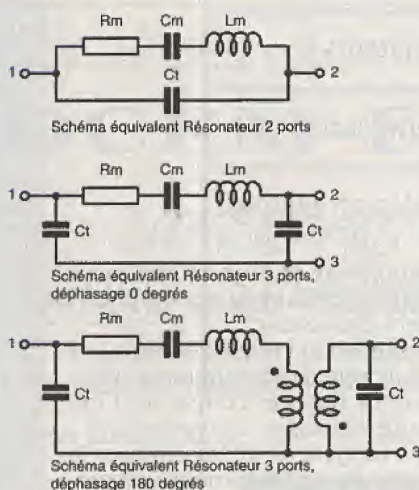 Rm Cm Lm
1 2
Ct
Schéma équivalent Résonateur 2 ports
Rm Cm Lm
1 2
Ct Ct
3
Schéma équivalent Résonateur 3 ports,
déphasage 0 degrés
Rm Cm Lm
1 2
Ct Ct
3
Schéma équivalent Résonateur 3 ports,
déphasage 180 degrés